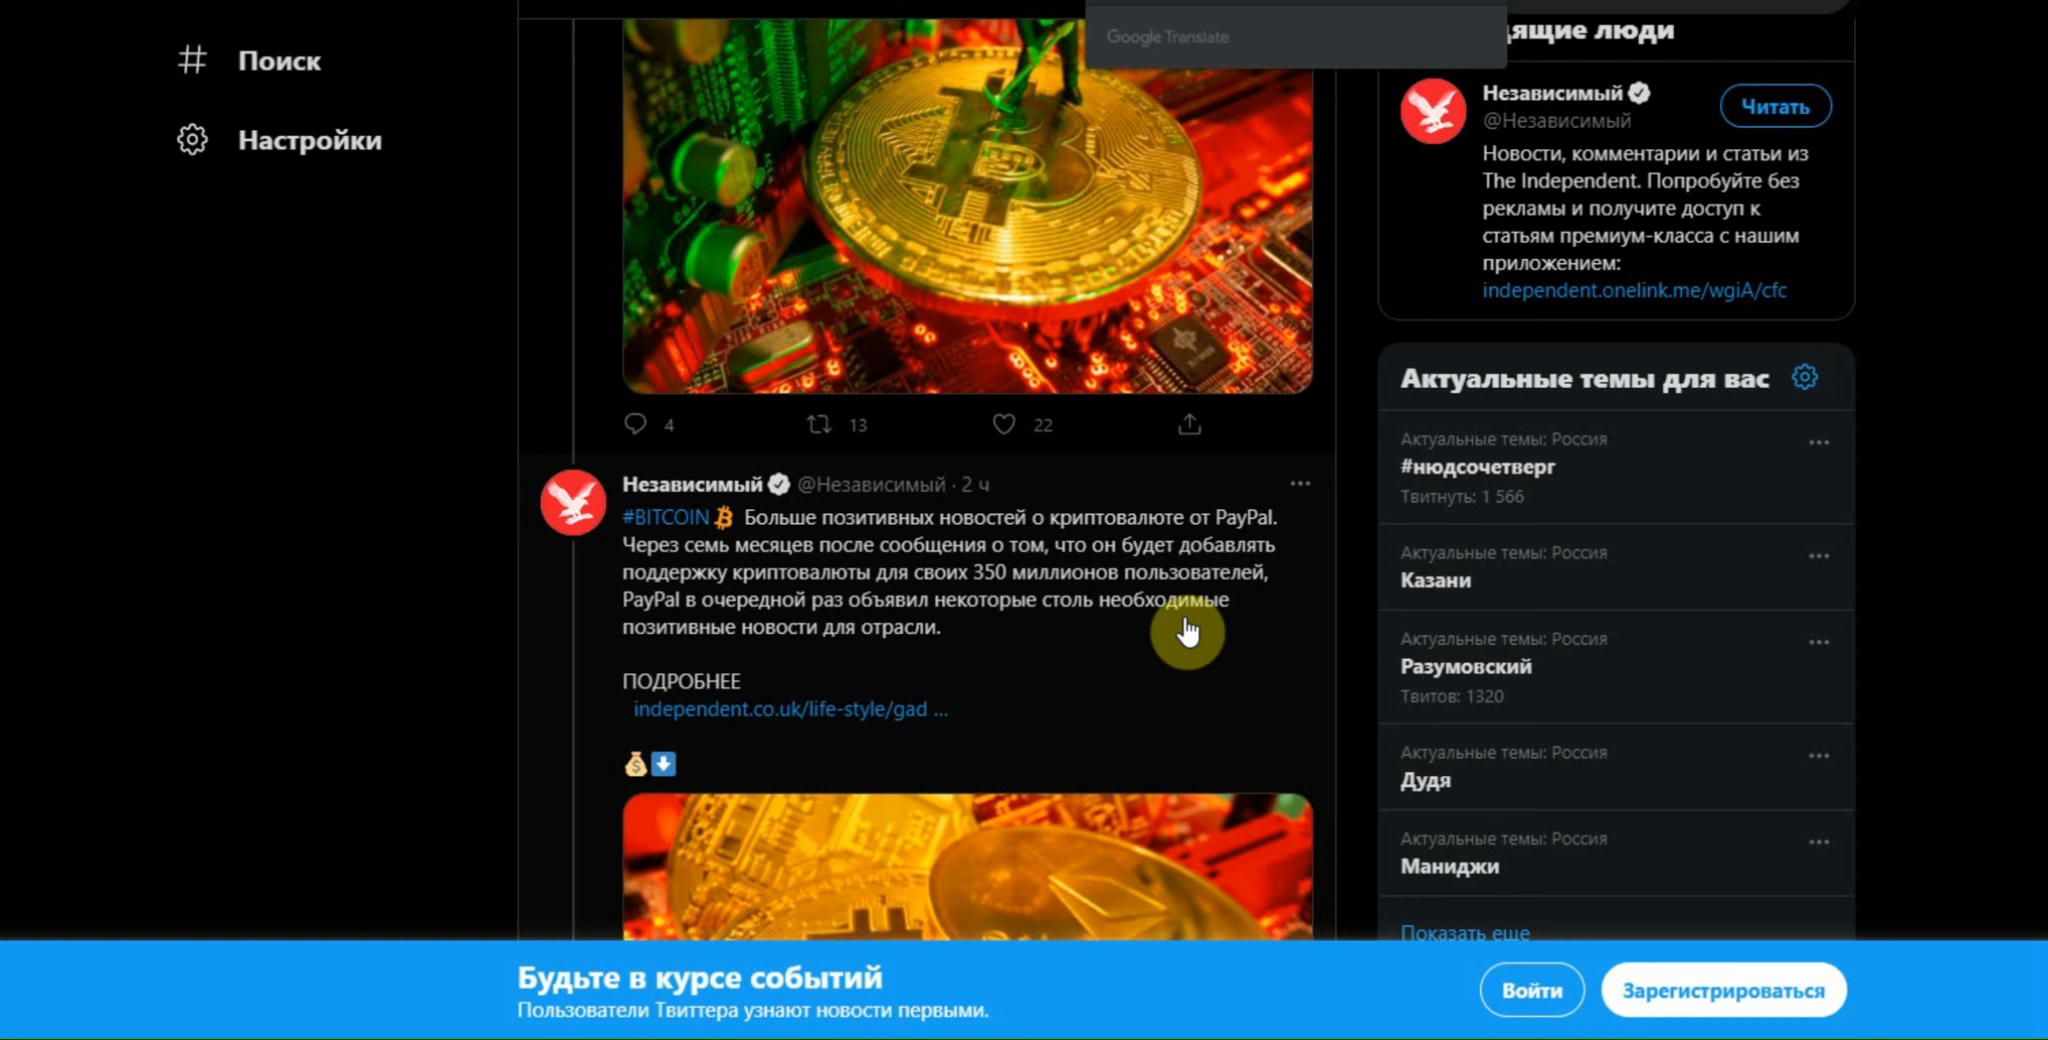 Поиск
Настройки
Google Translate
4
13
22
Независимый @Независимый · 2 ч
#BITCOIN Больше позитивных новостей о криптовалюте от PayPal.
Через семь месяцев после сообщения о том, что он будет добавлять
поддержку криптовалюты для своих 350 миллионов пользователей,
PayPal в очередной раз объявил некоторые столь необходимые
позитивные новости для отрасли.
ПОДРОБНЕЕ
independent.co.uk/life-style/gad ...
люди
Независимый
@Независимый
Читать
Новости, комментарии и статьи из
The Independent. Попробуйте без
рекламы и получите доступ к
статьям премиум-класса с нашим
приложением:
independent.onelink.me/wgiA/cfc
Актуальные темы для вас
Актуальные темы: Россия
#нюдсочетверг
Твитнуть: 1 566
Актуальные темы: Россия
Казани
Актуальные темы: Россия
Разумовский
Твитов: 1320
Актуальные темы: Россия
Дудя
Актуальные темы: Россия
Маниджи
Показать еще
Будьте в курсе событий
Пользователи Твиттера узнают новости первыми.
Войти
Зарегистрироваться